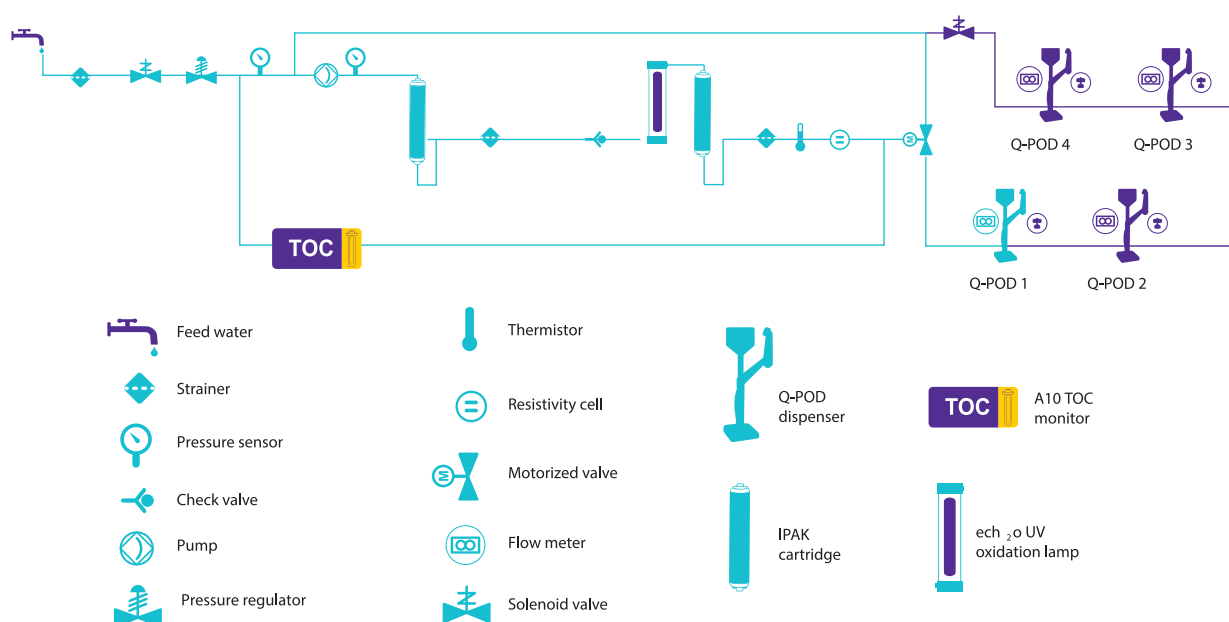 Q-POD 4
Q-POD 3
M
TOC
Q-POD 1
Q-POD 2
Feed water
Thermistor
Strainer
Resistivity cell
Q-POD
dispenser
TOC
A10 TOC
monitor
Pressure sensor
M
Motorized valve
Check valve
Pump
Flow meter
IPAK
cartridge
ech ₂o UV
oxidation lamp
Pressure regulator
Solenoid valve